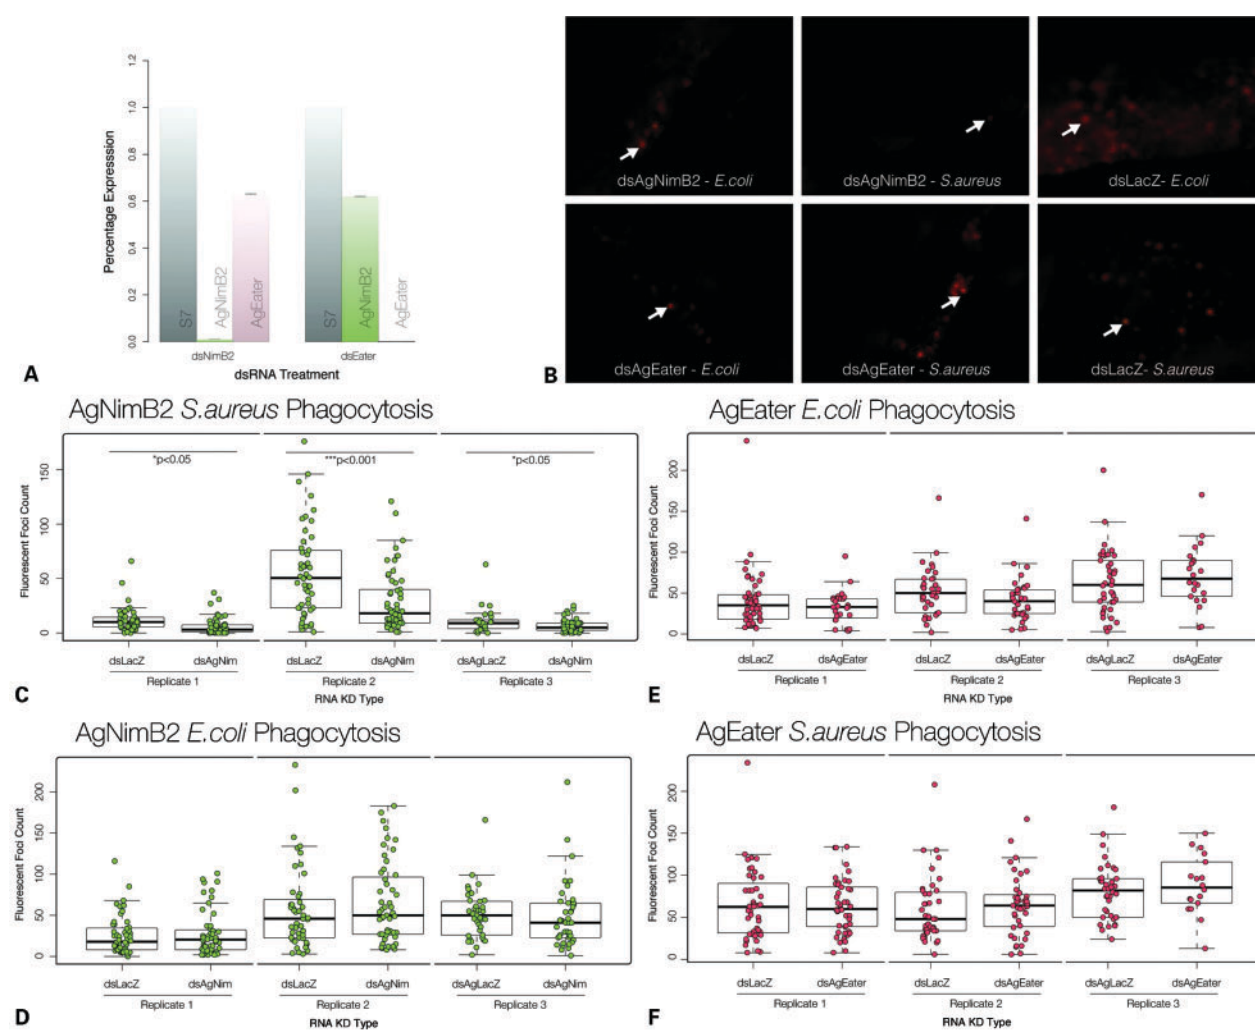 Percentage Expresssion
0.0
0.2
0.4
0.6
0.8
1.0
S7
AgNimB2
AgEater
S7
AgNimB2
AgEater
dsNimB2
dsEater
dsRNA Treatment
A
dsAgNimB2 - E.coli
dsAgNimB2 - S.aureus
dsLacZ- E.coli
dsAgEater - E.coli
dsAgEater - S.aureus
dsLacZ- S.aureus
B
AgNimB2 S.aureus Phagocytosis
Fluorescent Foci Count
0
50
100
150
*p<0.05
***p<0.001
*p<0.05
dsLacZ
dsAgNim
dsLacZ
dsAgNim
dsAgLacZ
dsAgNim
Replicate 1
Replicate 2
Replicate 3
RNA KD Type
C
AgEater E.coli Phagocytosis
Fluorescent Foci Count
0
50
100
150
200
dsLacZ
dsAgEater
dsLacZ
dsAgEater
dsAgLacZ
dsAgEater
Replicate 1
Replicate 2
Replicate 3
RNA KD Type
E
AgNimB2 E.coli Phagocytosis
Fluorescent Foci Count
0
50
100
150
200
dsLacZ
dsAgNim
dsLacZ
dsAgNim
dsAgLacZ
dsAgNim
Replicate 1
Replicate 2
Replicate 3
RNA KD Type
D
AgEater S.aureus Phagocytosis
Fluorescent Foci Count
0
50
100
150
200
dsLacZ
dsAgEater
dsLacZ
dsAgEater
dsAgLacZ
dsAgEater
Replicate 1
Replicate 2
Replicate 3
RNA KD Type
F